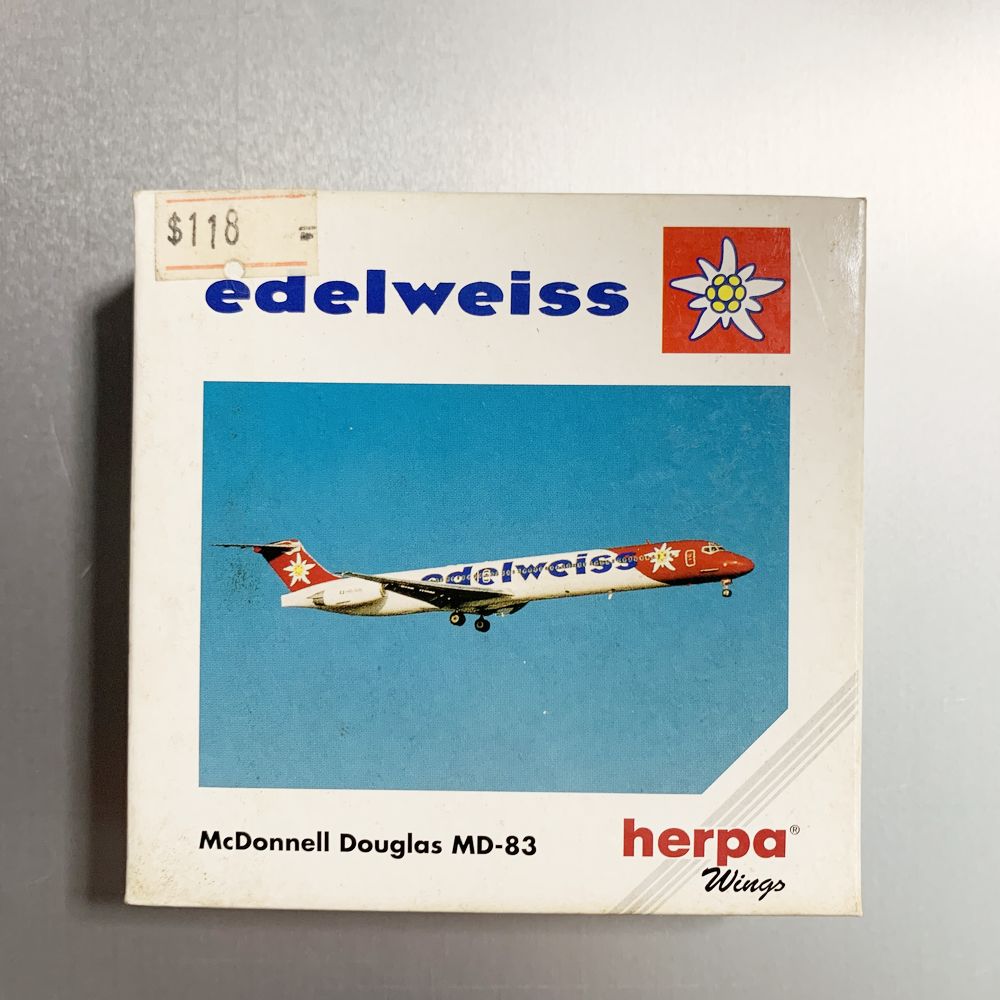 $118
edelweiss
edelweiss
McDonnell Douglas MD-83
herpa®
Wings